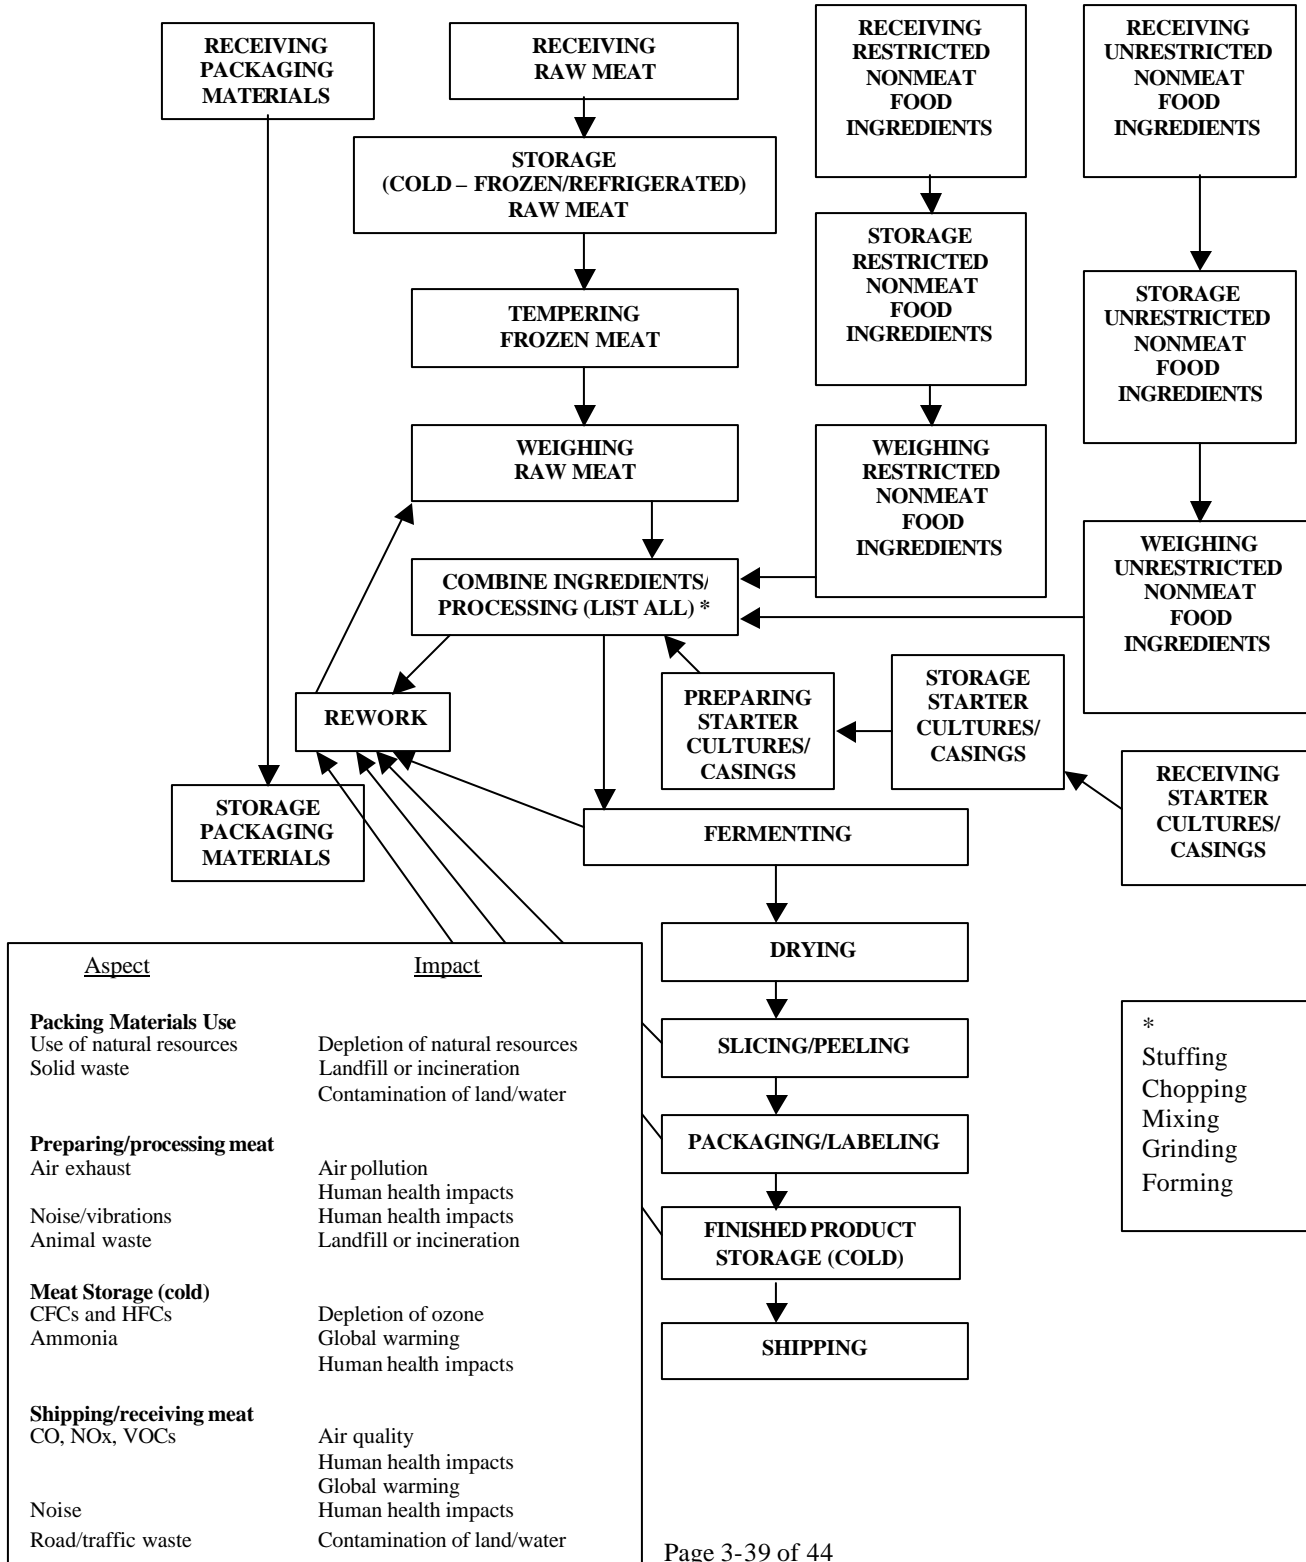 RECEIVING
PACKAGING
MATERIALS
RECEIVING
RAW MEAT
RECEIVING
RESTRICTED
NONMEAT
FOOD
INGREDIENTS
RECEIVING
UNRESTRICTED
NONMEAT
FOOD
INGREDIENTS
STORAGE
(COLD – FROZEN/REFRIGERATED)
RAW MEAT
STORAGE
RESTRICTED
NONMEAT
FOOD
INGREDIENTS
STORAGE
UNRESTRICTED
NONMEAT
FOOD
INGREDIENTS
TEMPERING
FROZEN MEAT
WEIGHING
RAW MEAT
WEIGHING
RESTRICTED
NONMEAT
FOOD
INGREDIENTS
WEIGHING
UNRESTRICTED
NONMEAT
FOOD
INGREDIENTS
COMBINE INGREDIENTS/
PROCESSING (LIST ALL) *
REWORK
PREPARING
STARTER
CULTURES/
CASINGS
STORAGE
STARTER
CULTURES/
CASINGS
RECEIVING
STARTER
CULTURES/
CASINGS
STORAGE
PACKAGING
MATERIALS
FERMENTING
DRYING
SLICING/PEELING
PACKAGING/LABELING
FINISHED PRODUCT
STORAGE (COLD)
SHIPPING
*
Stuffing
Chopping
Mixing
Grinding
Forming
Aspect Impact
Packing Materials Use
Use of natural resources Depletion of natural resources
Solid waste Landfill or incineration
Contamination of land/water
Preparing/processing meat
Air exhaust Air pollution
Human health impacts
Noise/vibrations Human health impacts
Animal waste Landfill or incineration
Meat Storage (cold)
CFCs and HFCs Depletion of ozone
Ammonia Global warming
Human health impacts
Shipping/receiving meat
CO, NOx, VOCs Air quality
Human health impacts
Global warming
Noise Human health impacts
Road/traffic waste Contamination of land/water
Page 3-39 of 44